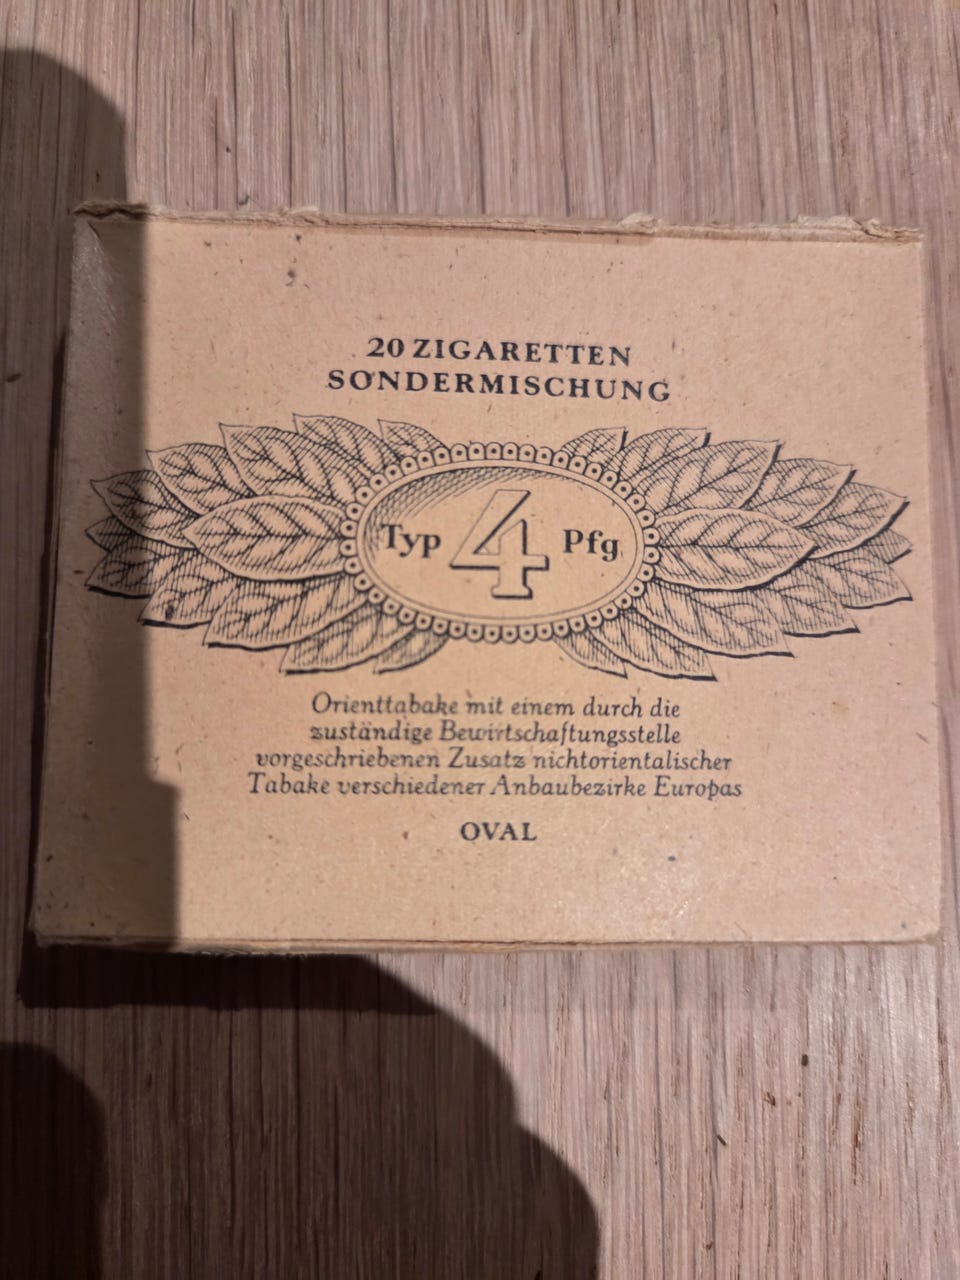 20 ZIGARETTEN
SONDERMISCHUNG
Typ 4 Pfg
Orienttabake mit einem durch die
zuständige Bewirtschaftungsstelle
vorgeschriebenen Zusatz nichtorientalischer
Tabake verschiedener Anbaubezirke Europas
OVAL